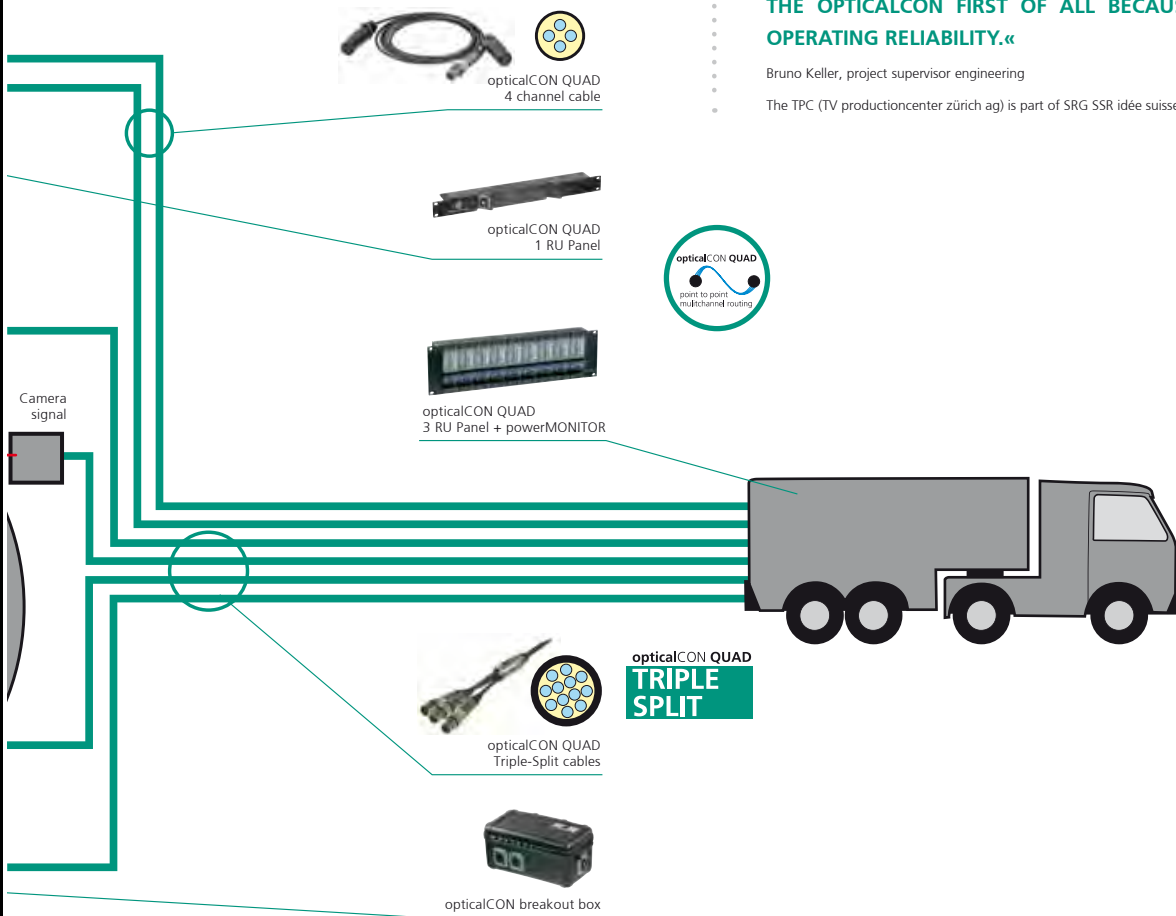 THE OPTICALCON FIRST OF ALL
OPERATING RELIABILITY.«
Bruno Keller, project supervisor engineering
The TPC (TV productioncenter zürich ag) is part of SRG SSR idée suisse
opticalCON QUAD
4 channel cable
opticalCON QUAD
1 RU Panel
opticalCON QUAD
point to point
mulitchannel routing
opticalCON QUAD
3 RU Panel + powerMONITOR
Camera
signal
opticalCON QUAD
TRIPLE
SPLIT
opticalCON QUAD
Triple-Split cables
opticalCON breakout box